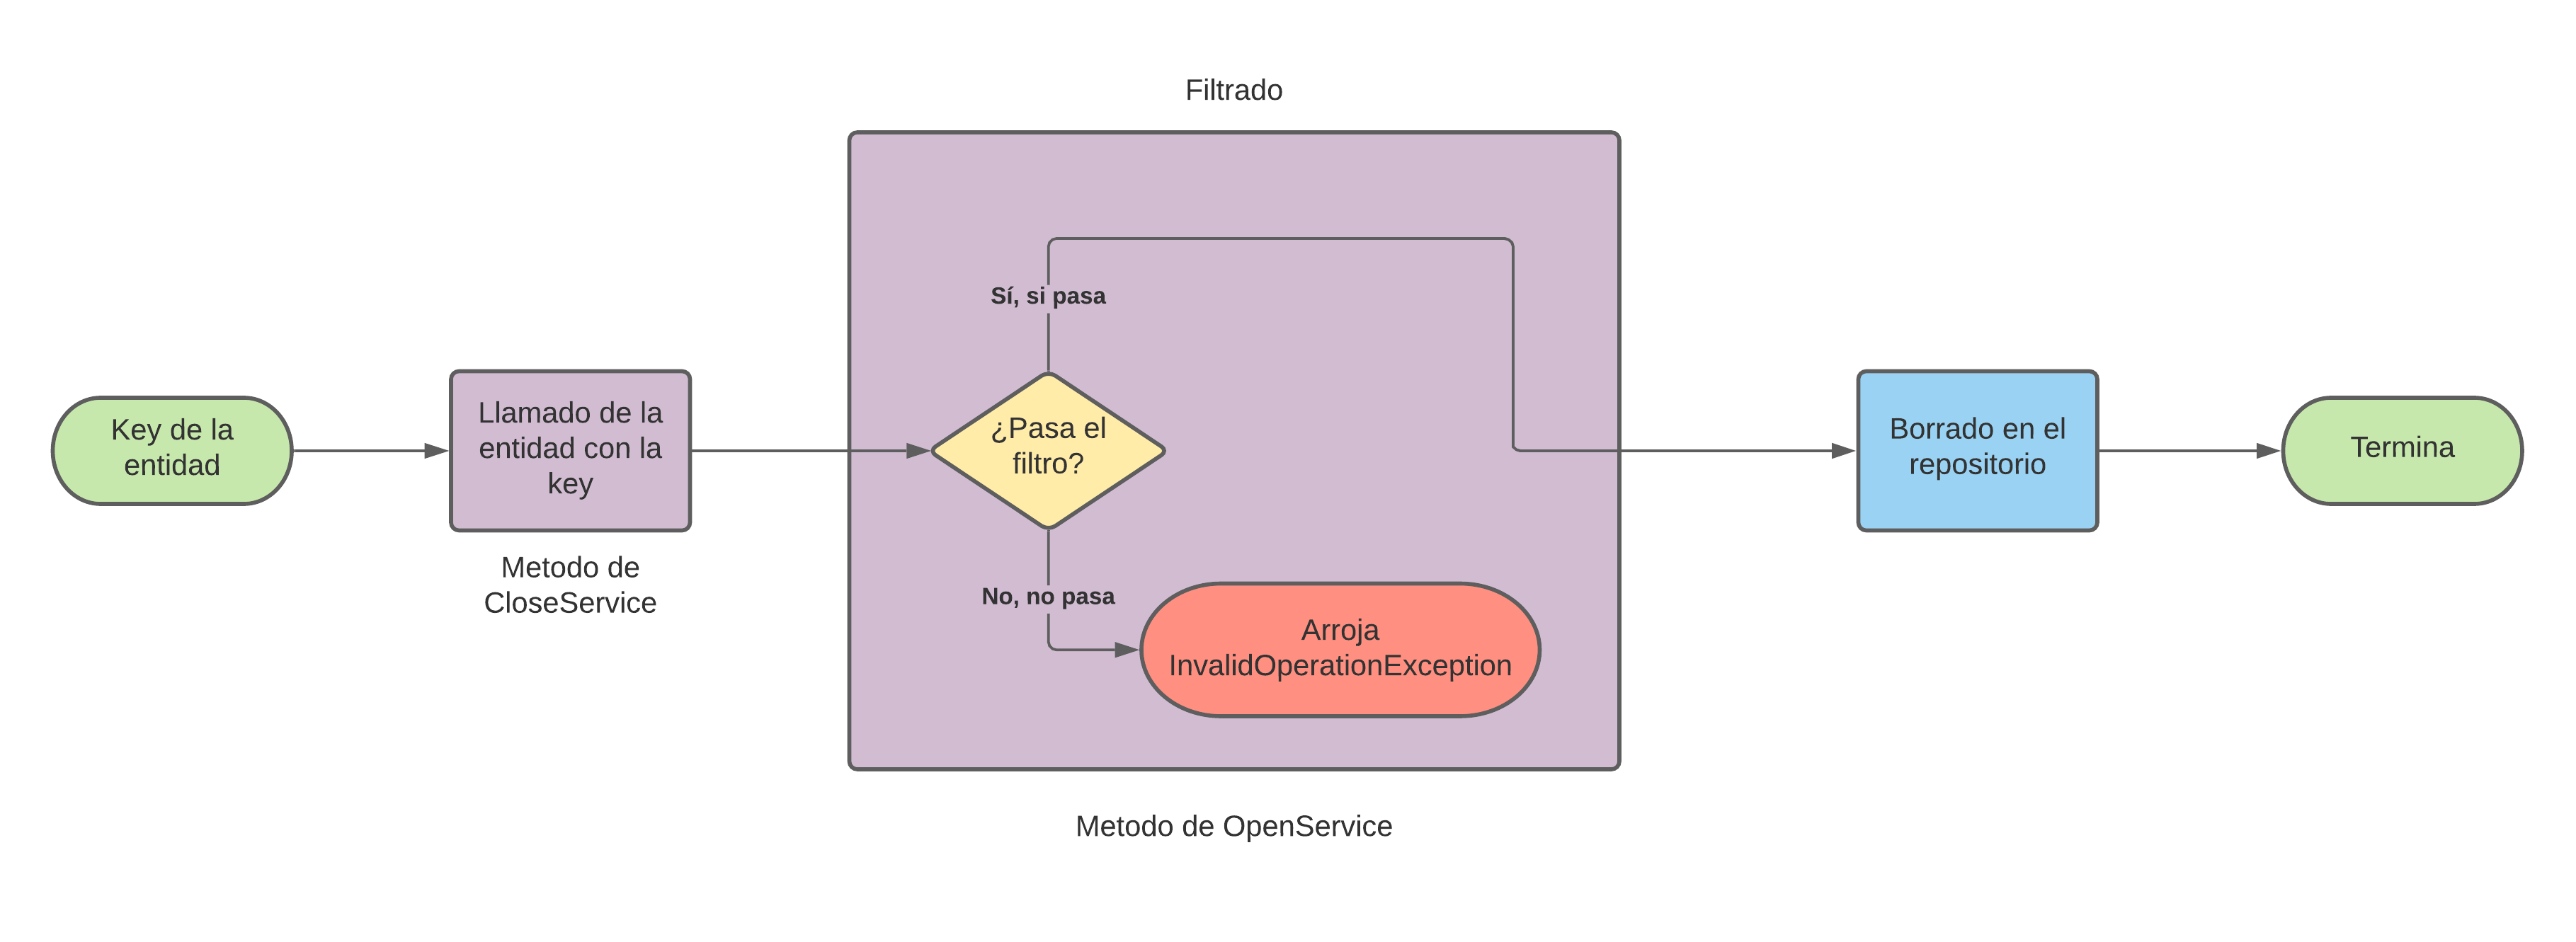 Filtrado
Key de la
entidad
Llamado de la
entidad con la
key
Metodo de
CloseService
Sí, si pasa
¿Pasa el
filtro?
No, no pasa
Arroja
InvalidOperationException
Metodo de OpenService
Borrado en el
repositorio
Termina